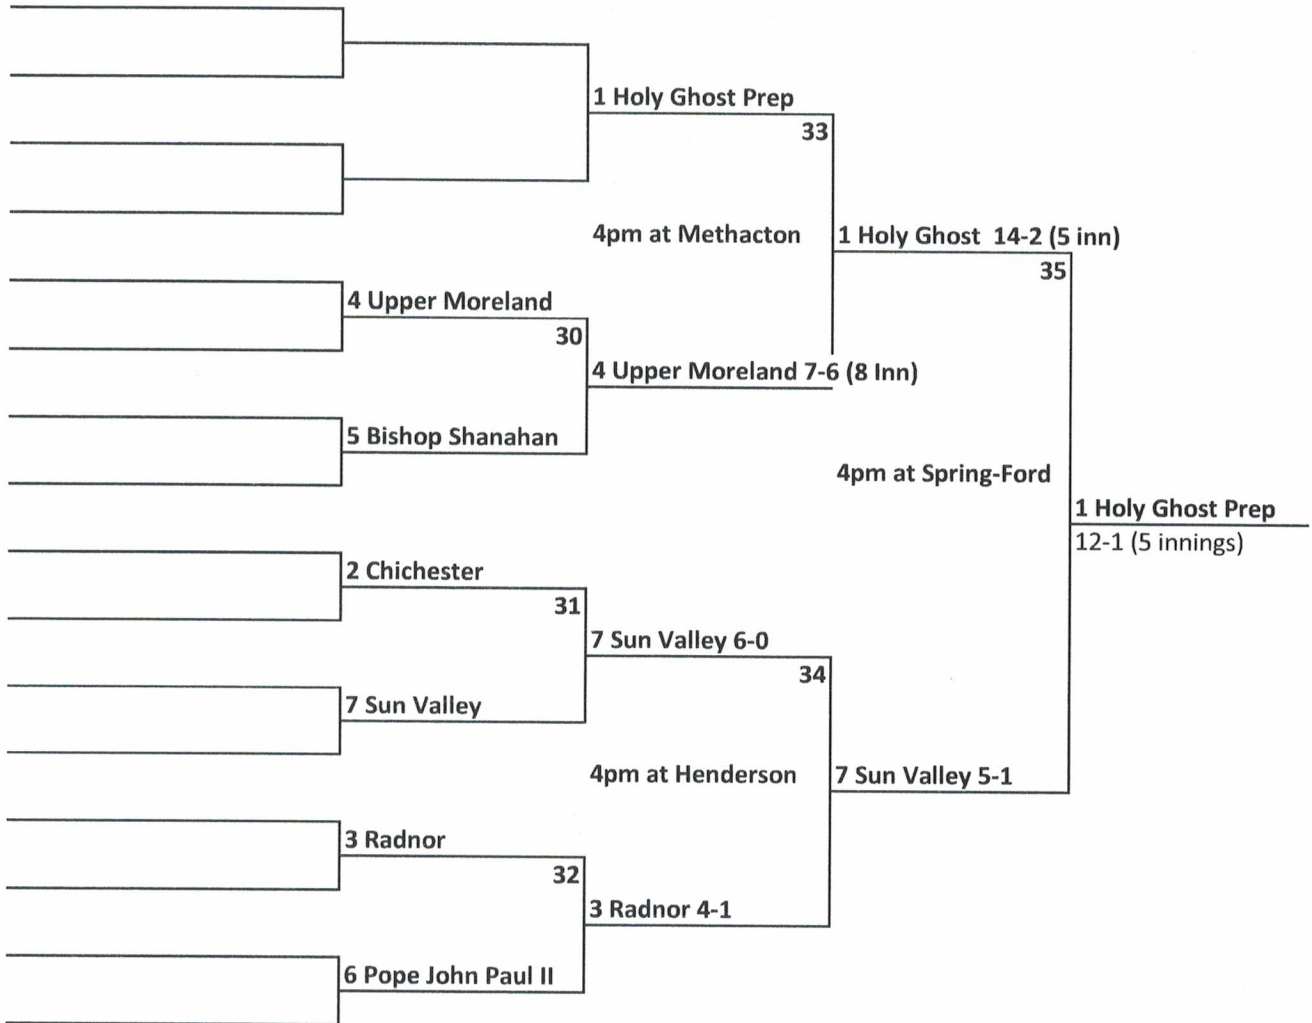 1 Holy Ghost Prep
33
4pm at Methacton
1 Holy Ghost  14-2 (5 inn)
35
4 Upper Moreland
30
4 Upper Moreland 7-6 (8 Inn)
5 Bishop Shanahan
4pm at Spring-Ford
1 Holy Ghost Prep
12-1 (5 innings)
2 Chichester
31
7 Sun Valley 6-0
34
7 Sun Valley
4pm at Henderson
7 Sun Valley 5-1
3 Radnor
32
3 Radnor 4-1
6 Pope John Paul II